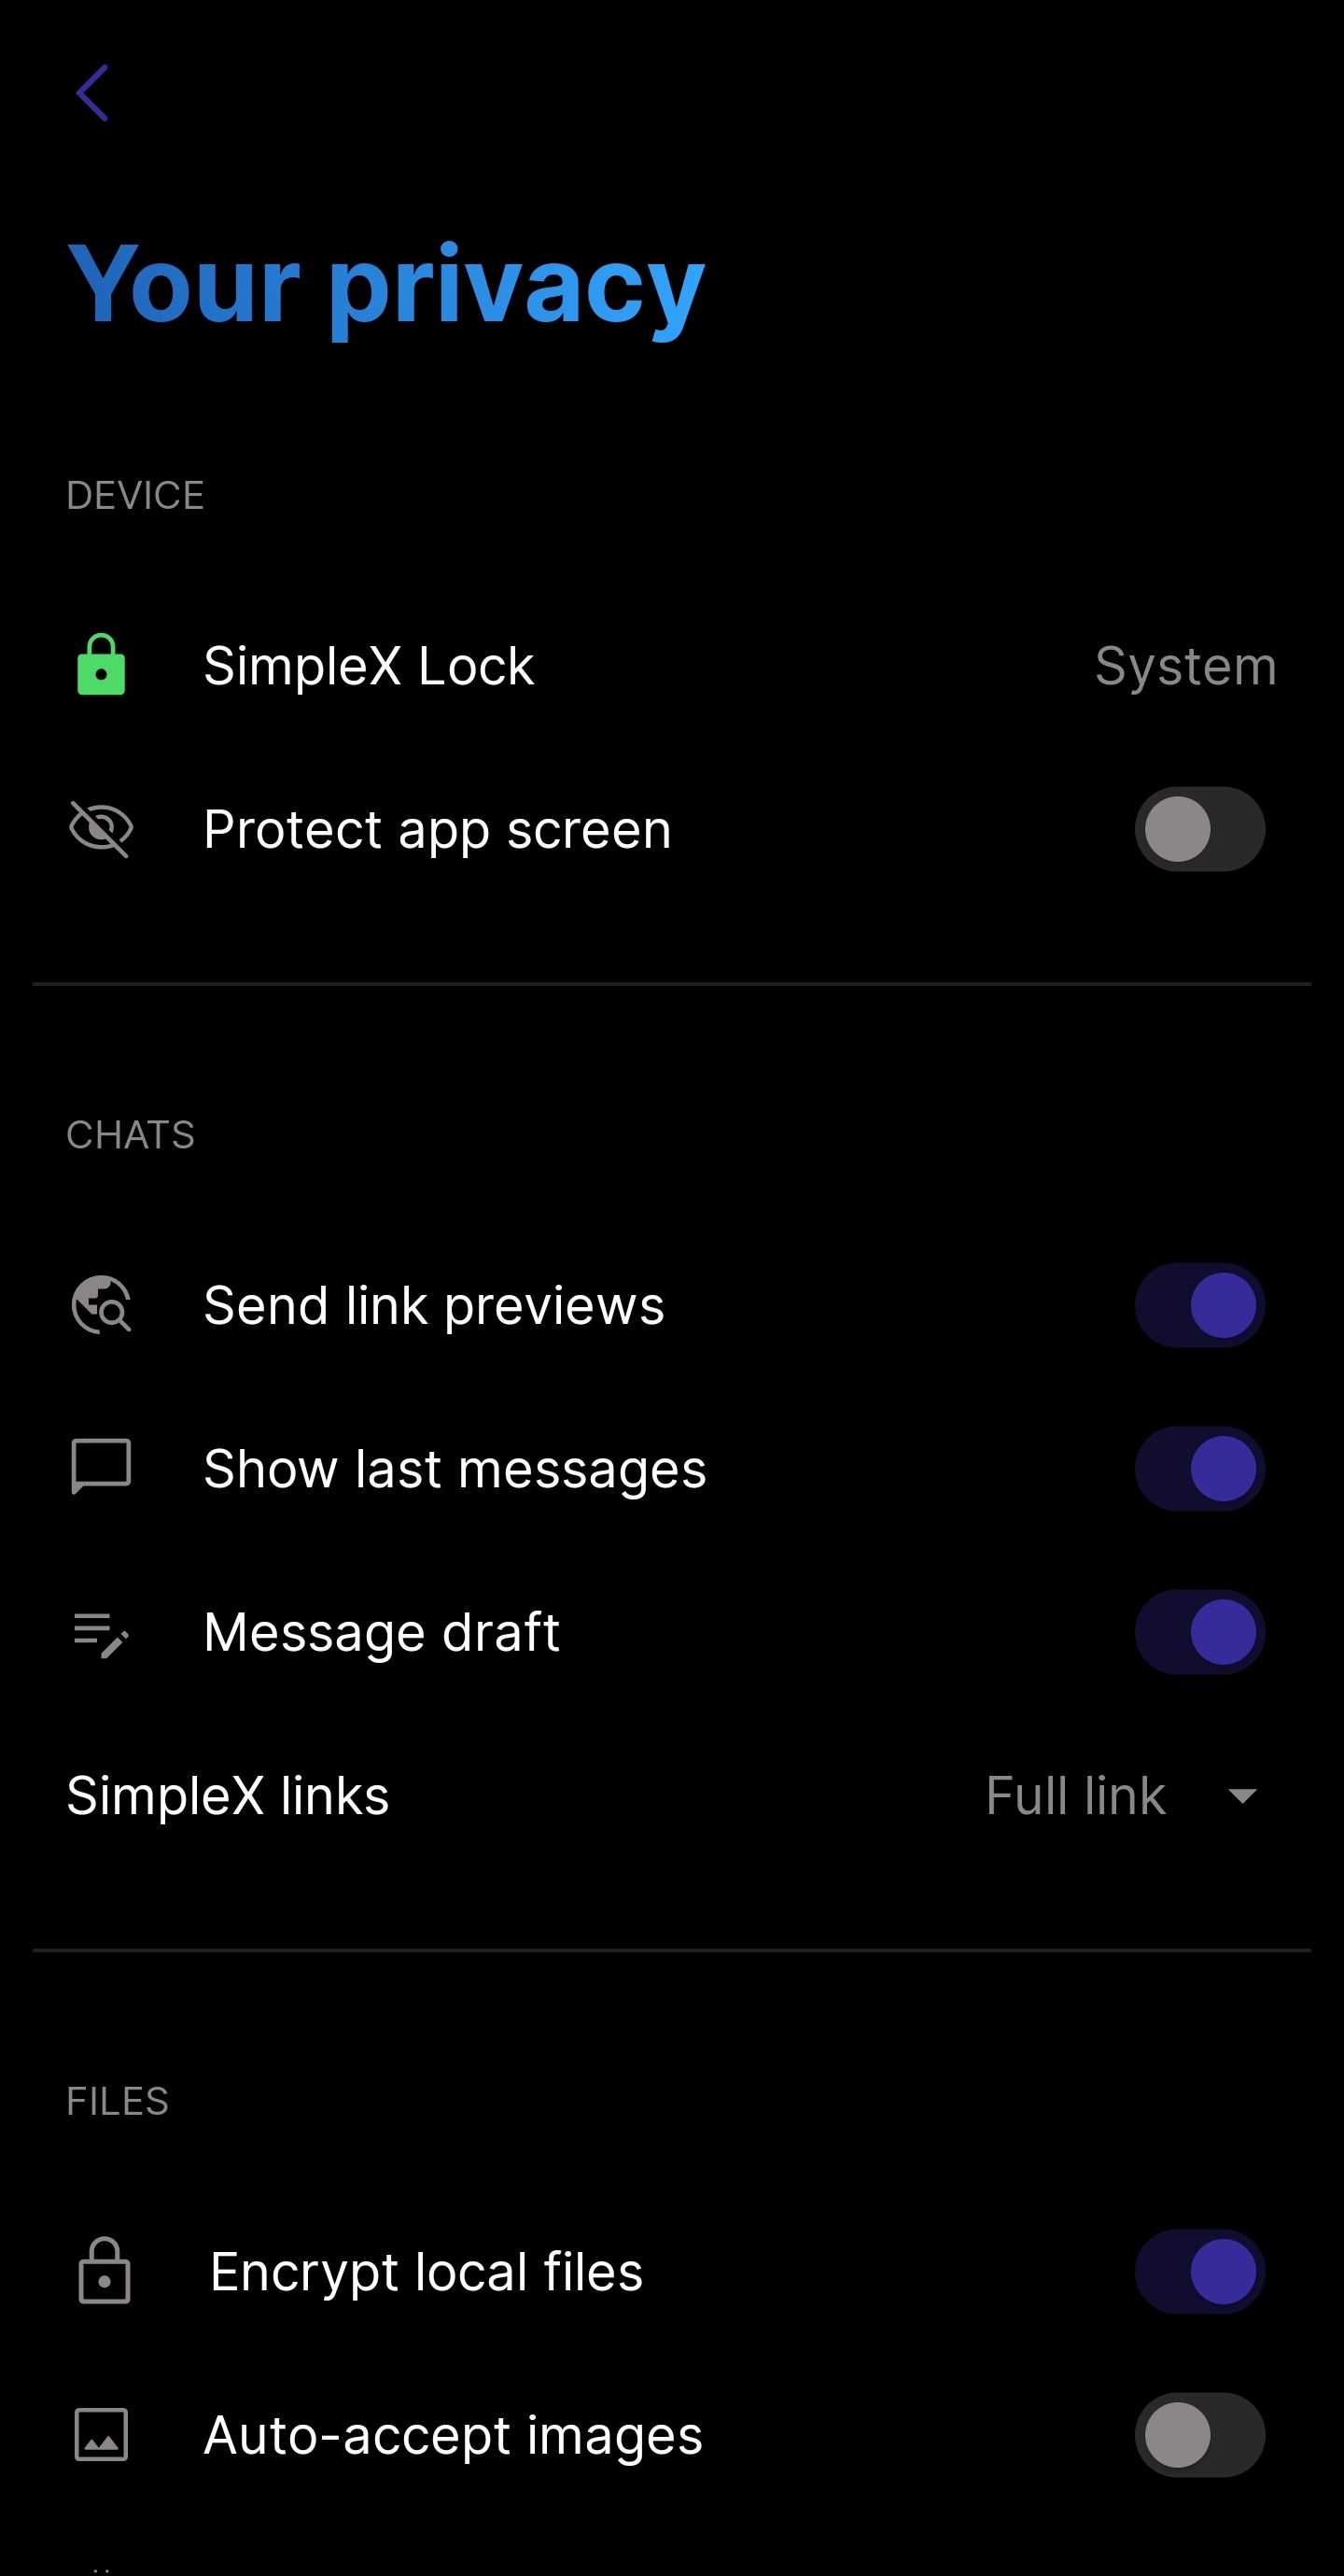 Your privacy
DEVICE
SimpleX Lock System
Protect app screen
CHATS
Send link previews
Show last messages
Message draft
SimpleX links Full link
FILES
Encrypt local files
Auto-accept images